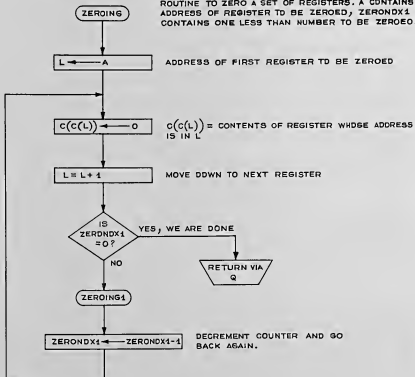 ROUTINE TO ZERO A SET OF REGISTERS. A CONTAINS
ADDRESS OF REGISTER TO BE ZEROED, ZERONDX1
CONTAINS ONE LESS THAN NUMBER TO BE ZEROED
ZEROING
L ← A
ADDRESS OF FIRST REGISTER TO BE ZEROED
C(C(L)) ← 0
C(C(L)) = CONTENTS OF REGISTER WHOSE ADDRESS
IS IN L
L = L + 1
MOVE DOWN TO NEXT REGISTER
IS
ZERONDX1
=0?
YES, WE ARE DONE
RETURN VIA
Q
NO
ZEROING1
ZERONDX1 ← ZERONDX1-1
DECREMENT COUNTER AND GO
BACK AGAIN.